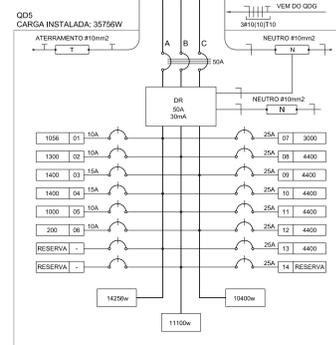 QD5
CARGA INSTALADA: 35756W
VEM DO QDG
3#10(10)T10
ATERRAMENTO #10mm2
T
A B C
NEUTRO #10mm2
N
50A
DR
50A
30mA
NEUTRO #10mm2
N
1056 01 10A 25A 07 3000
1300 02 10A 25A 08 4400
1400 03 15A 25A 09 4400
1400 04 15A 25A 10 4400
1000 05 10A 25A 11 4400
200 06 10A 25A 12 4400
RESERVA - 25A 13 4400
RESERVA - 25A 14 RESERVA
14256w 10400w
11100w